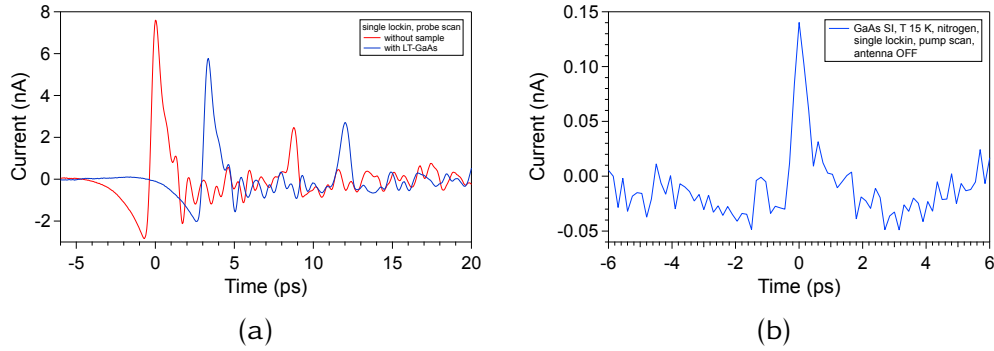 single lockin, probe scan
without sample
with LT-GaAs
Current (nA)
8
6
4
2
0
-2
-5
0
5
10
15
20
Time (ps)
(a)
GaAs SI, T 15 K, nitrogen,
single lockin, pump scan,
antenna OFF
Current (nA)
0.15
0.10
0.05
0.00
-0.05
-6
-4
-2
0
2
4
6
Time (ps)
(b)